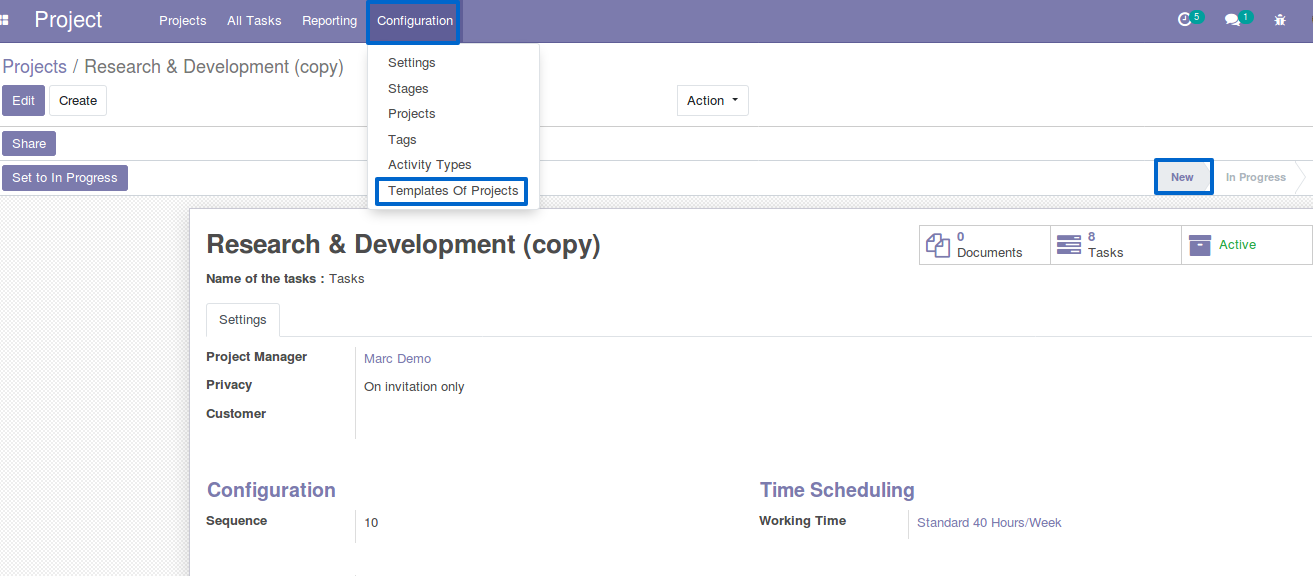 Project Projects All Tasks Reporting Configuration 5 1
Settings
Stages
Projects
Tags
Activity Types
Templates Of Projects
Projects / Research & Development (copy)
Edit Create Action
Share
Set to In Progress New In Progress
Research & Development (copy)
0 Documents
8 Tasks
Active
Name of the tasks : Tasks
Settings
Project Manager Marc Demo
Privacy On invitation only
Customer
Configuration Time Scheduling
Sequence 10 Working Time Standard 40 Hours/Week